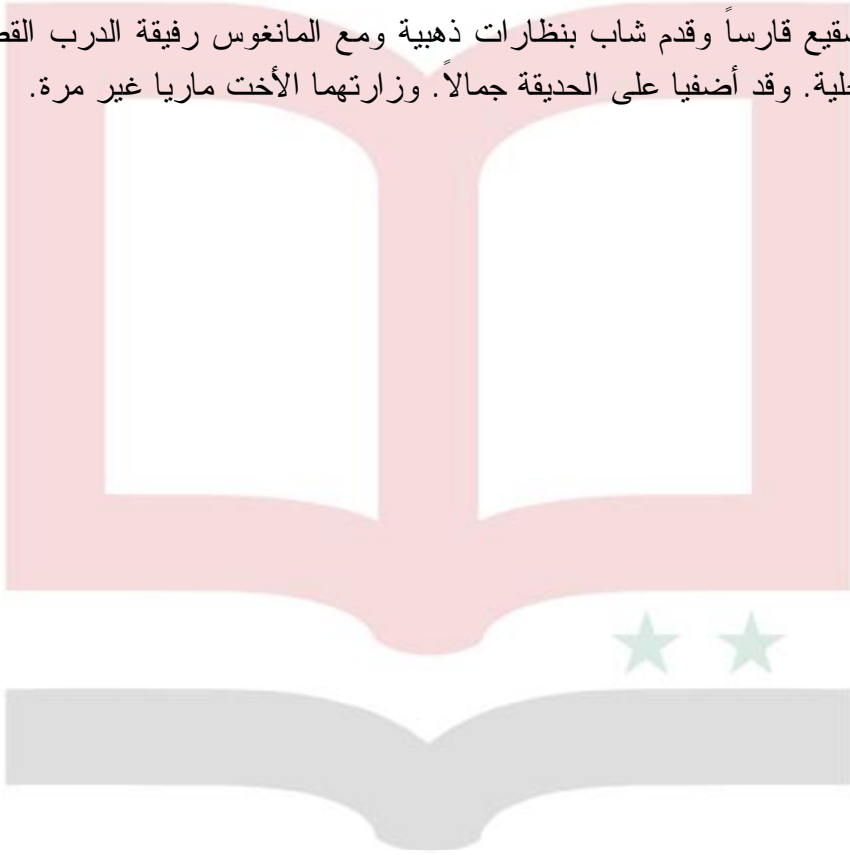 قارساً وقدم شاب بنظارات ذهبية ومع المانغوس رفيقة الدرب
وقد أضفيا على الحديقة جمالاً. وزارتهما الأخت ماريا غير مرة.